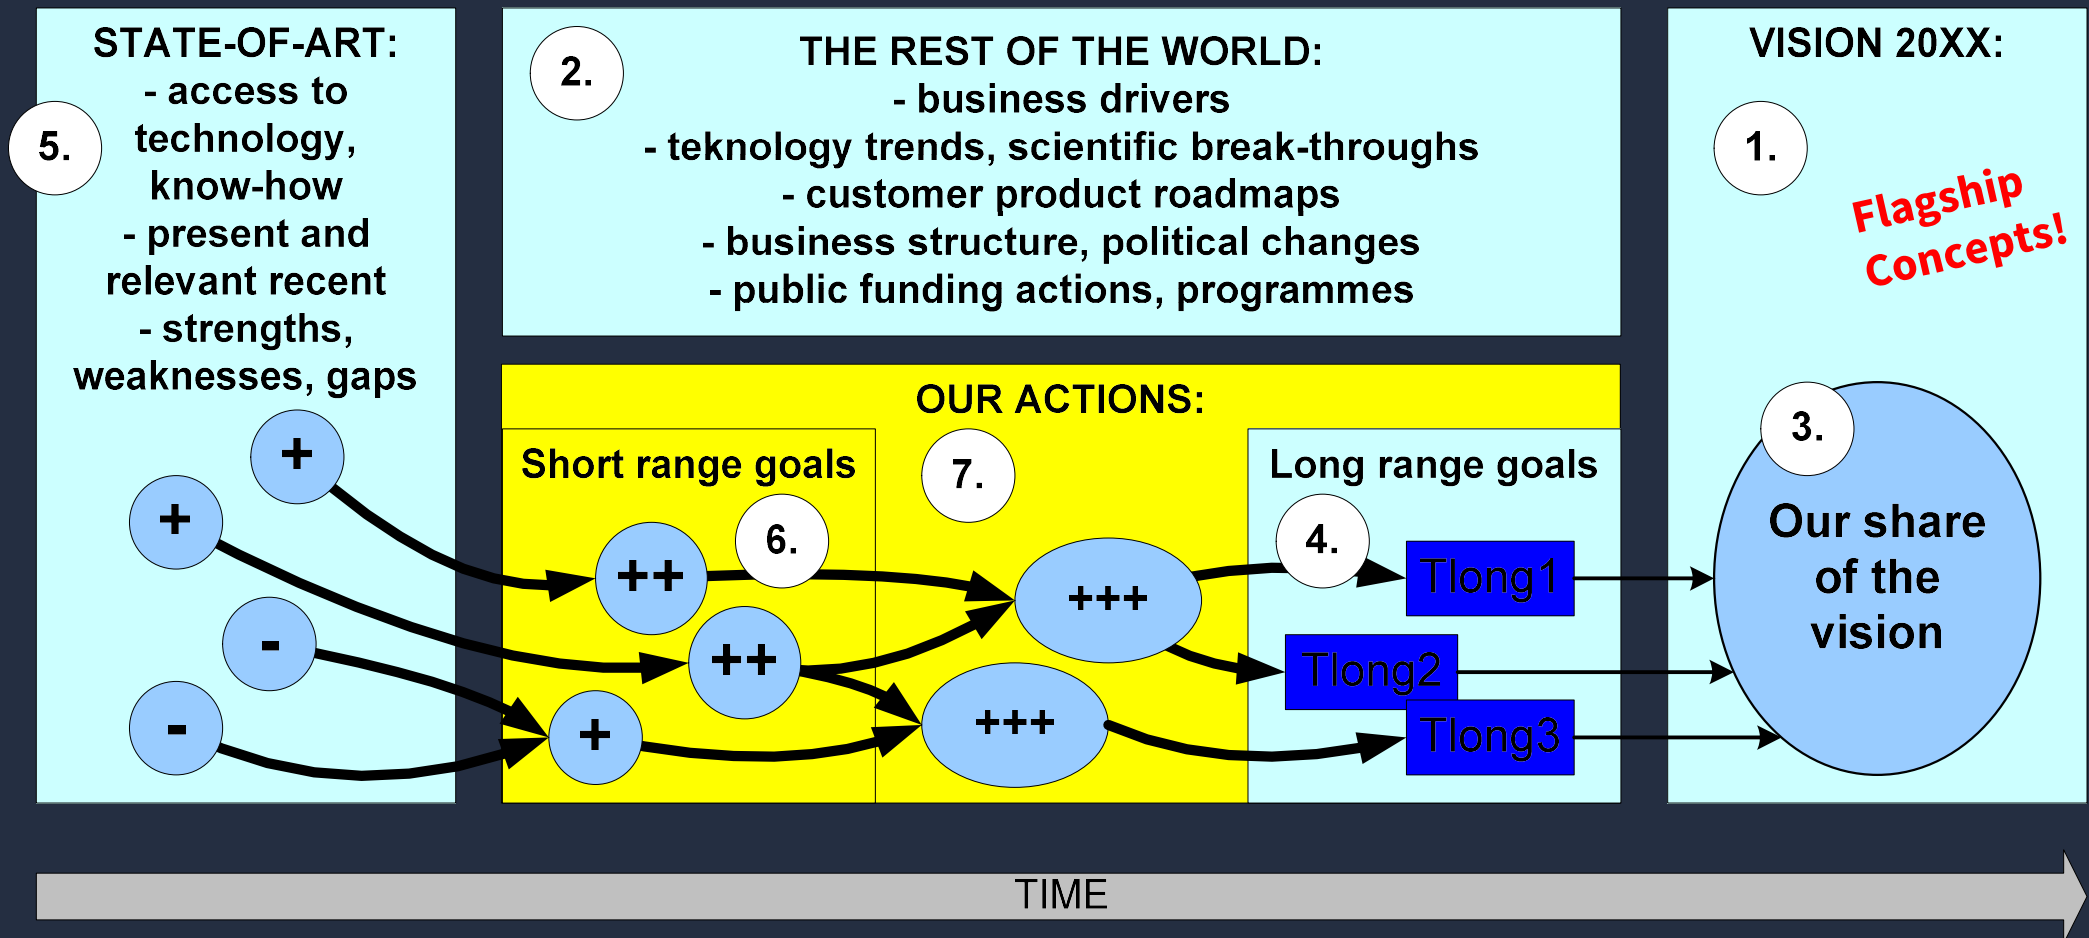 STATE-OF-ART:
- access to
technology,
know-how
- present and
relevant recent
- strengths,
weaknesses, gaps
5.
+
+
-
-
2.
THE REST OF THE WORLD:
- business drivers
- teknology trends, scientific break-throughs
- customer product roadmaps
- business structure, political changes
- public funding actions, programmes
OUR ACTIONS:
Short range goals
6.
++
++
+
7.
+++
+++
Long range goals
4.
Tlong1
Tlong2
Tlong3
VISION 20XX:
1.
Flagship
Concepts!
3.
Our share
of the
vision
TIME